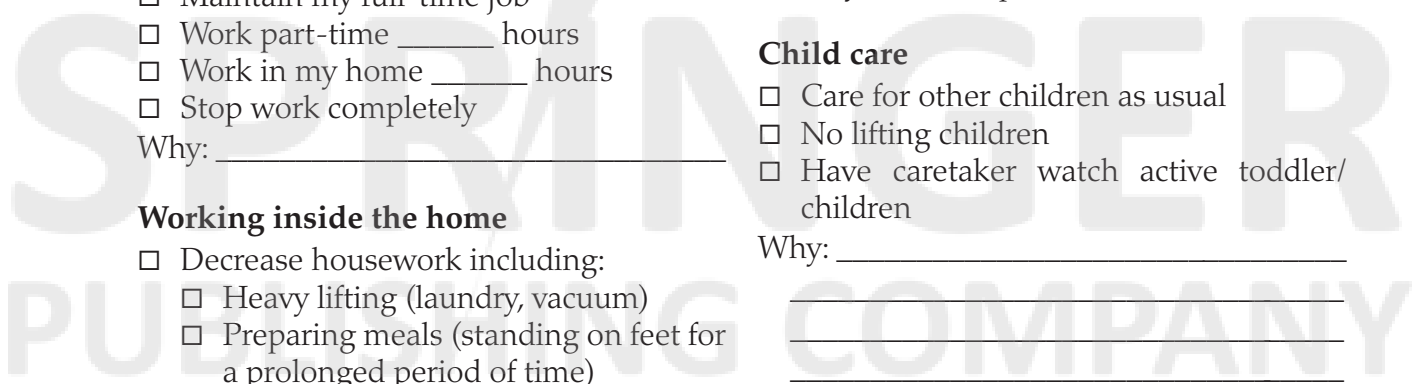 Maintain my full-time job
□ Work part-time ______ hours
□ Work in my home ______ hours
□ Stop work completely
Why: ________________________________
Working inside the home
□ Decrease housework including:
□ Heavy lifting (laundry, vacuum)
□ Preparing meals (standing on feet for
a prolonged period of time)
Child care
□ Care for other children as usual
□ No lifting children
□ Have caretaker watch active toddler/
children
Why: ________________________________
SPRINGER
PUBLISHING COMPANY